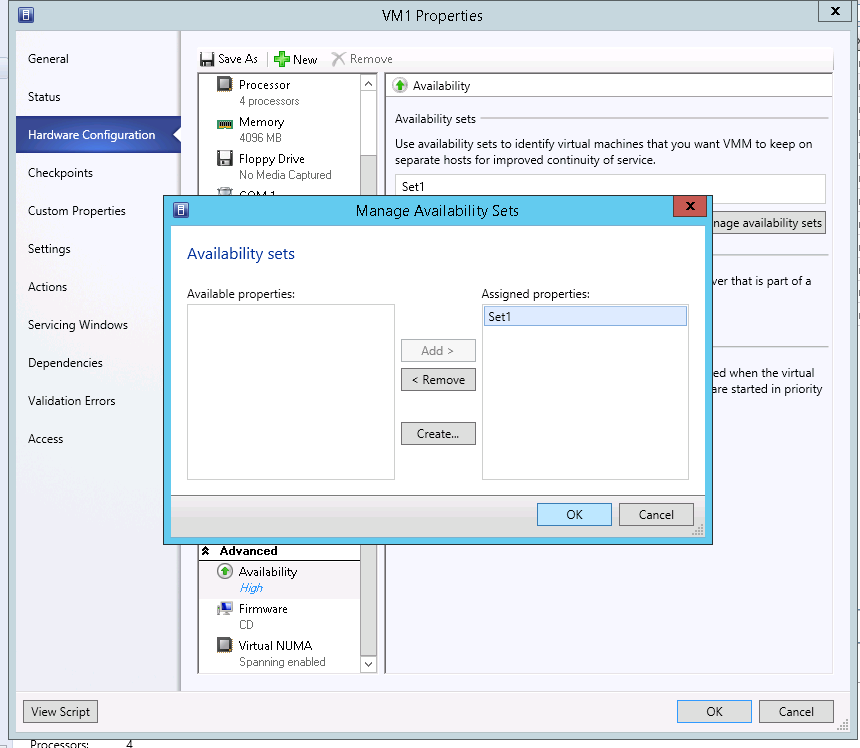 VM1 Properties
General
Status
Hardware Configuration
Checkpoints
Custom Properties
Settings
Actions
Servicing Windows
Dependencies
Validation Errors
Access
Save As
New
Remove
Processor
4 processors
Memory
4096 MB
Floppy Drive
No Media Captured
COM 1
Availability
Availability sets
Use availability sets to identify virtual machines that you want VMM to keep on
separate hosts for improved continuity of service.
Set1
nage availability sets
ver that is part of a
ed when the virtual
are started in priority
Manage Availability Sets
Availability sets
Available properties:
Assigned properties:
Set1
Add >
< Remove
Create...
OK
Cancel
Advanced
Availability
High
Firmware
CD
Virtual NUMA
Spanning enabled
View Script
OK
Cancel
Processors: 4